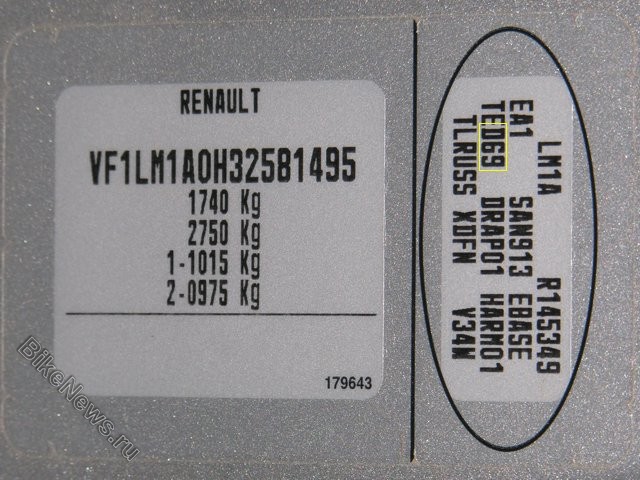 RENAULT
VF1LM1A0H32581495
1740 Kg
2750 Kg
1-1015 Kg
2-0975 Kg
179643
LM1A R145349
EA1 SAN913 EBASE
TED69 DRAP01 HARM01
TLRUSS XDFN V34N
BikeNews.ru